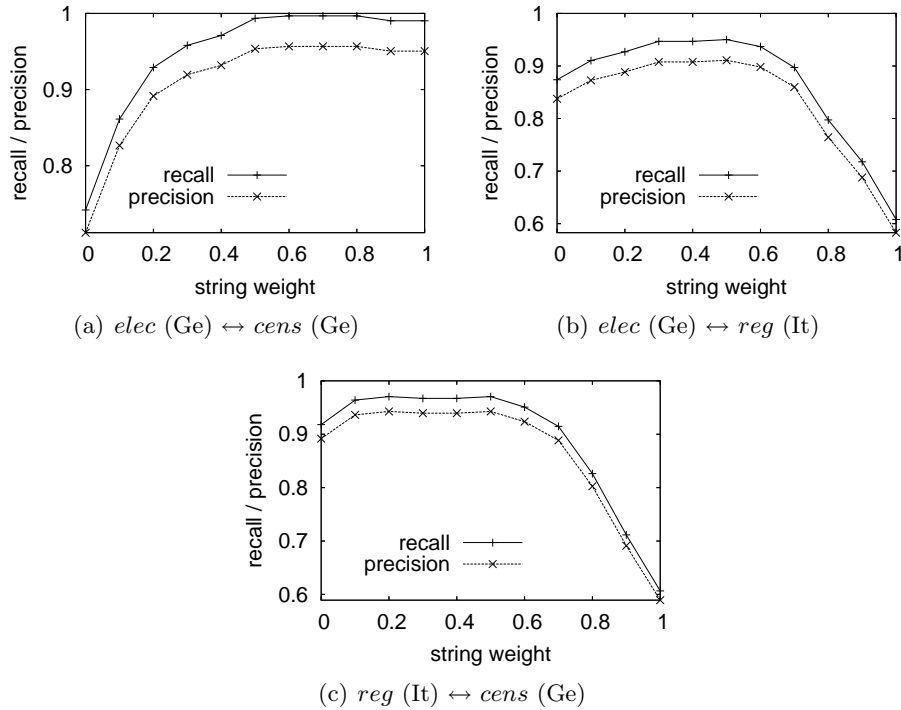 1
0.9
0.8
recall / precision
recall
precision
0 0.2 0.4 0.6 0.8 1
string weight
(a) elec (Ge) ↔ cens (Ge)
1
0.9
0.8
0.7
0.6
recall / precision
recall
precision
0 0.2 0.4 0.6 0.8 1
string weight
(b) elec (Ge) ↔ reg (It)
1
0.9
0.8
0.7
0.6
recall / precision
recall
precision
0 0.2 0.4 0.6 0.8 1
string weight
(c) reg (It) ↔ cens (Ge)